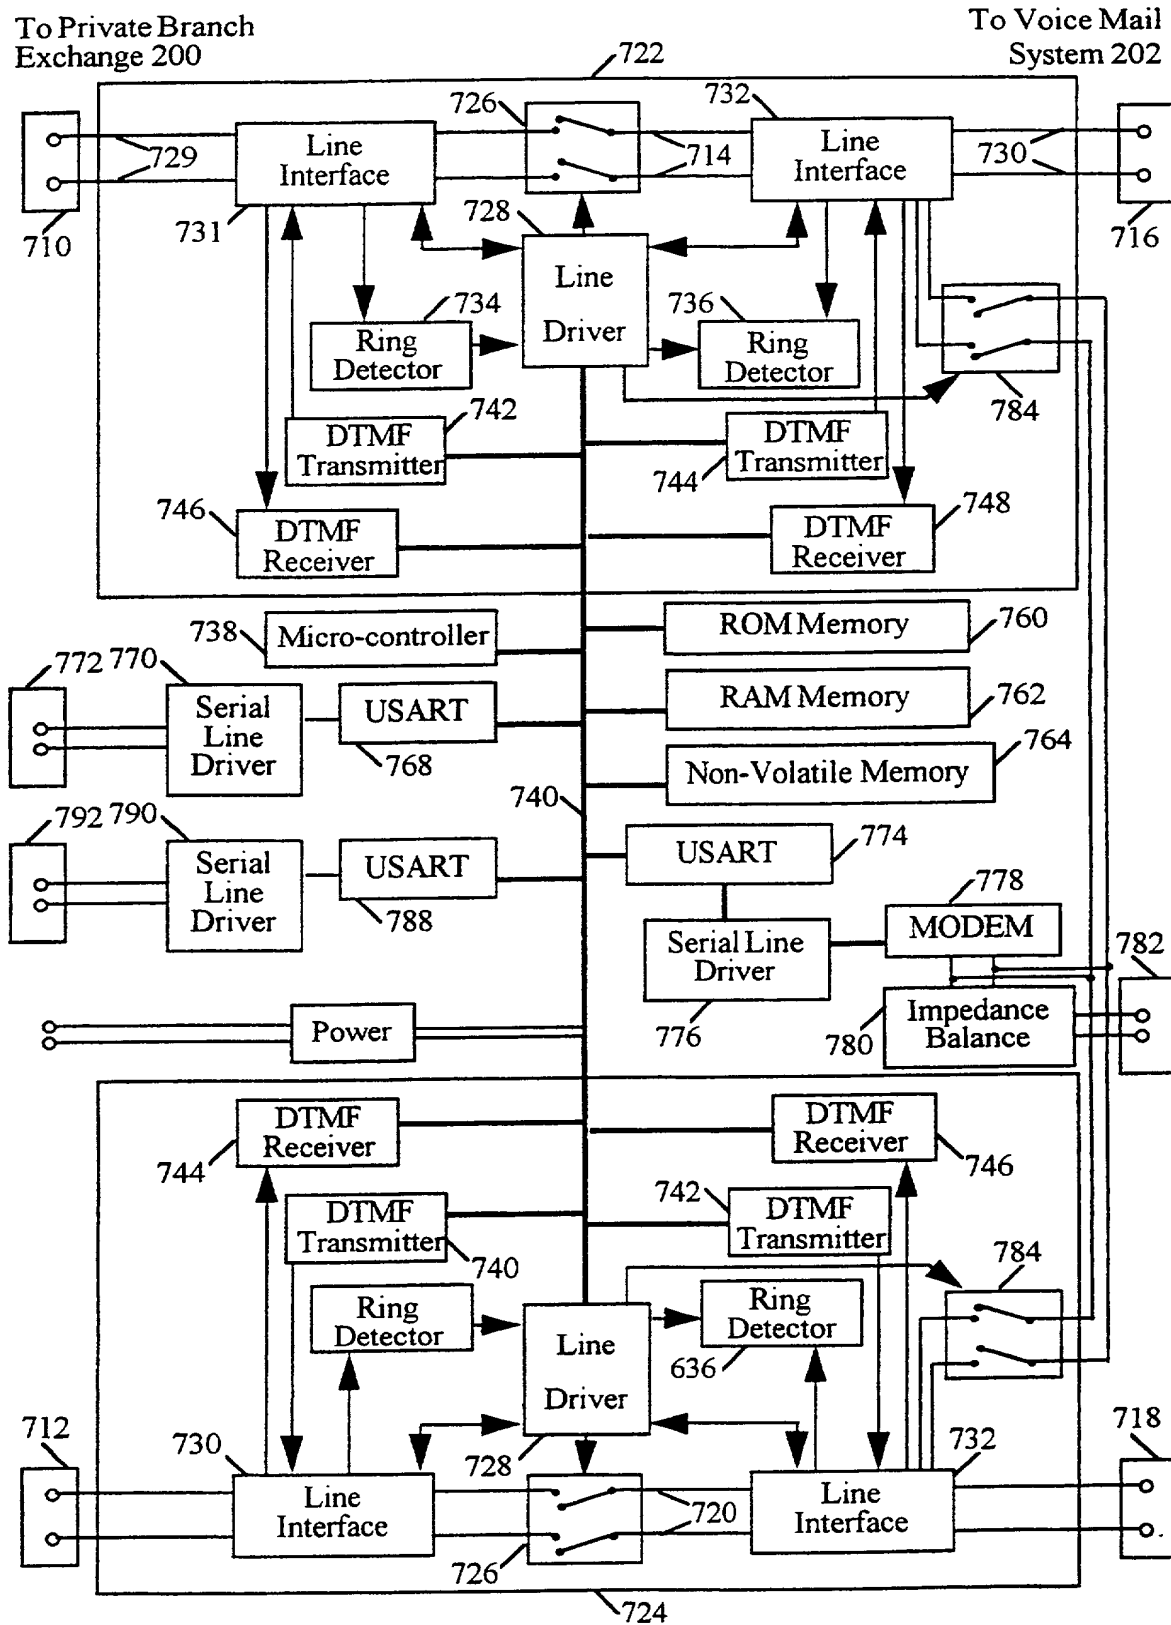 To Private Branch
Exchange 200
To Voice Mail
System 202
722
726
732
Line
Interface
Line
Interface
729
714
730
710
731
728
716
Line
Driver
734
736
Ring
Detector
Ring
Detector
784
742
DTMF
Transmitter
DTMF
Transmitter
744
746
748
DTMF
Receiver
DTMF
Receiver
738
Micro-controller
ROM Memory
760
772
770
Serial
Line
Driver
USART
768
RAM Memory
762
764
Non-Volatile Memory
740
792
790
Serial
Line
Driver
USART
788
USART
774
778
MODEM
Serial Line
Driver
776
782
Impedance
Balance
780
Power
DTMF
Receiver
744
DTMF
Receiver
746
DTMF
Transmitter
740
742
DTMF
Transmitter
784
Ring
Detector
Line
Driver
Ring
Detector
636
712
730
728
732
718
Line
Interface
720
Line
Interface
726
724